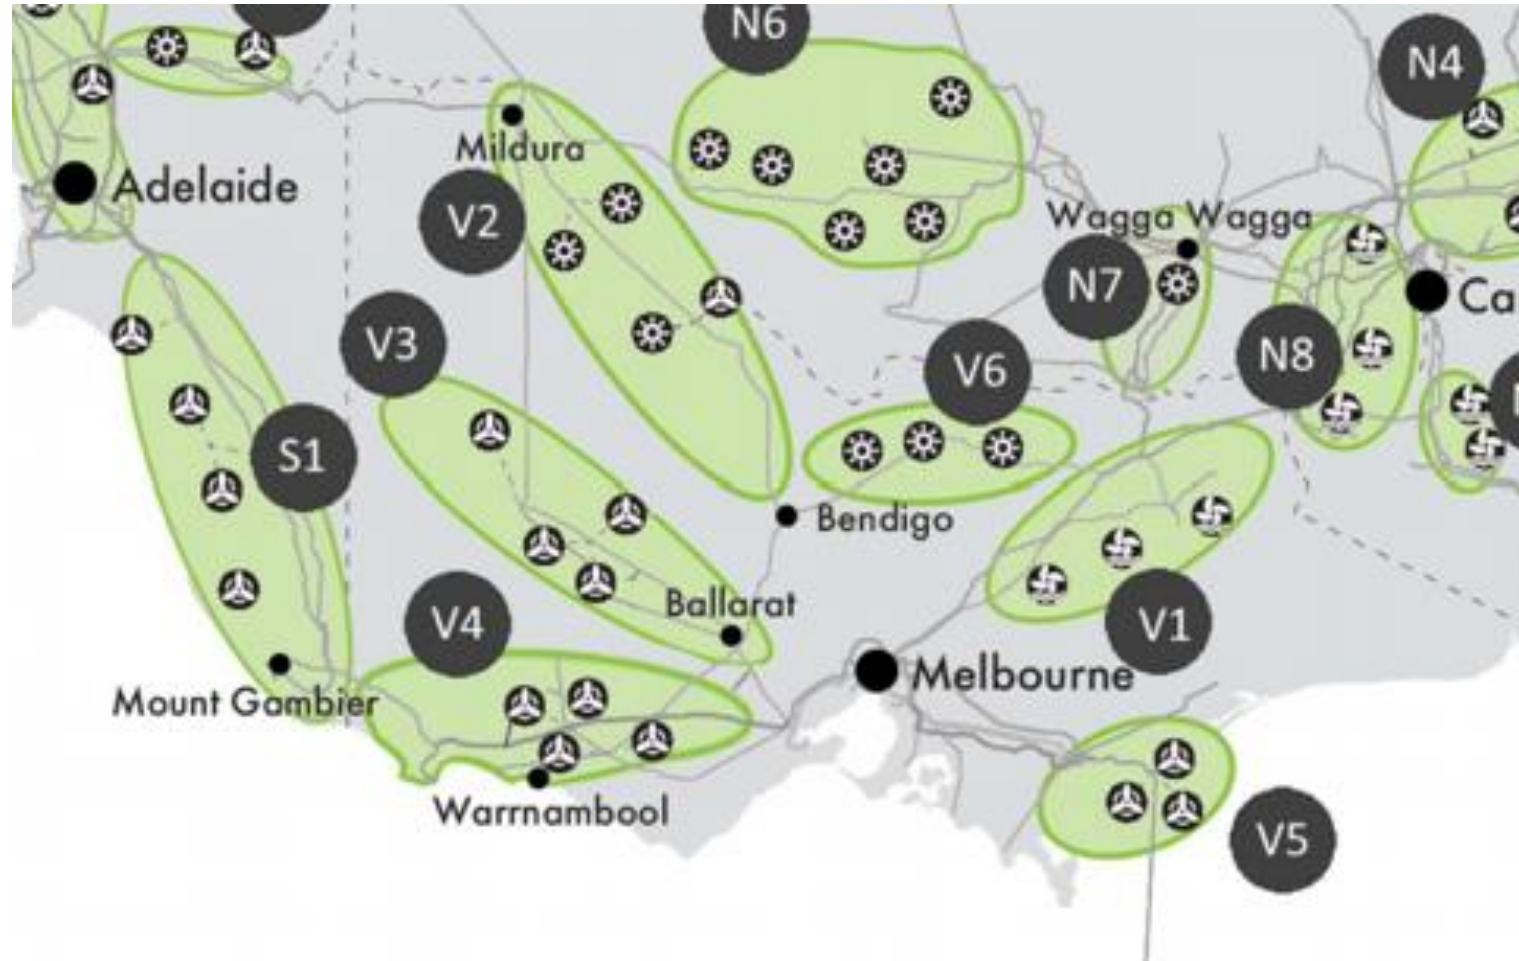 N6
N4
Mildura
Adelaide
V2
Wagga Wagga
N7
Ca
V3
V6
N8
S1
Bendigo
Ballarat
V4
V1
Melbourne
Mount Gambier
Warrnambool
V5